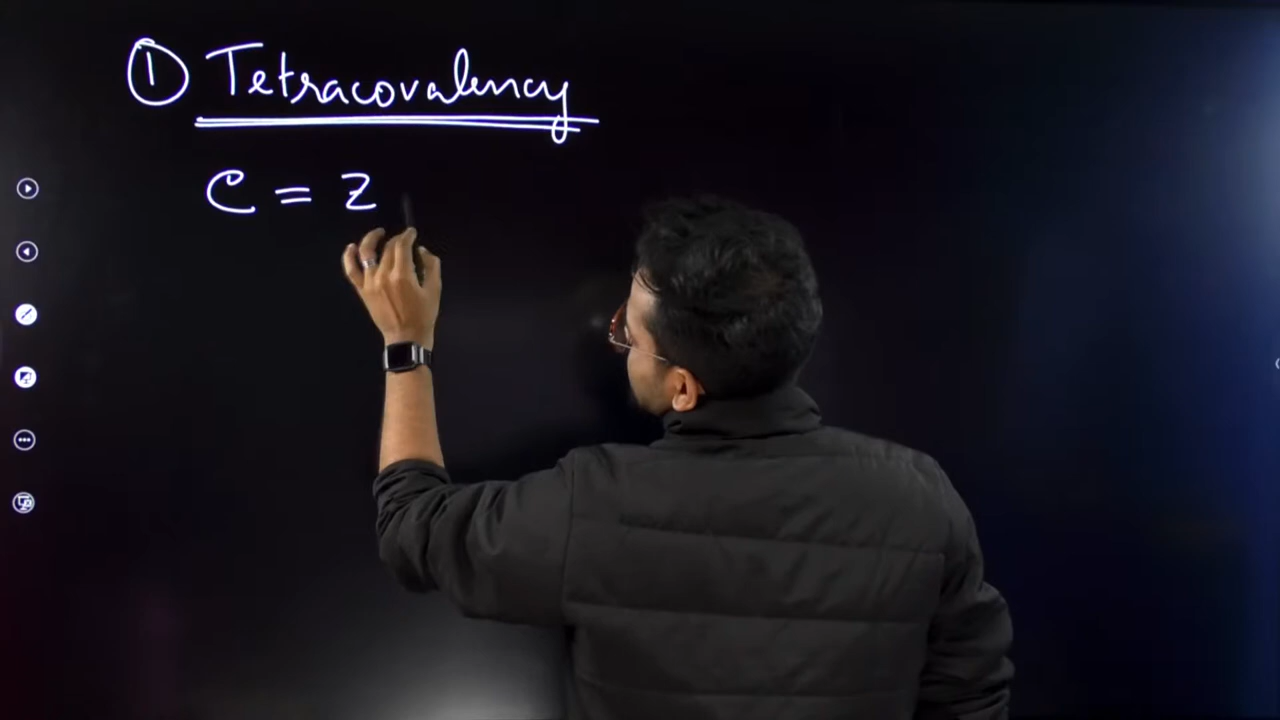 ① Tetracovalency
C = Z